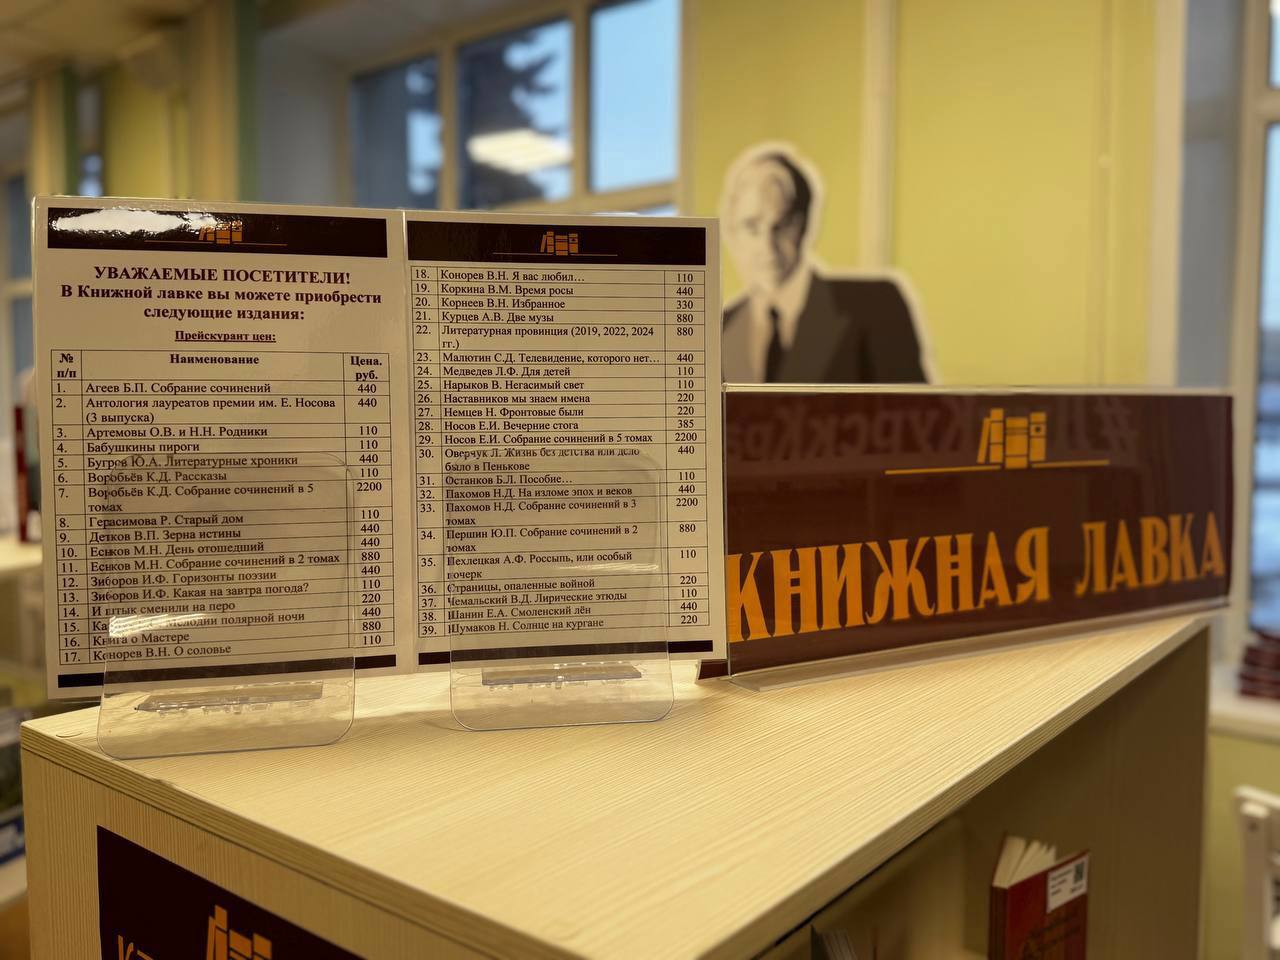 УВАЖАЕМЫЕ ПОСЕТИТЕЛИ!
В Книжной лавке вы можете приобрести
следующие издания:
Прейскурант цен:
№ п/п Наименование Цена. руб.
1. Агеев Б.П. Собрание сочинений 440
2. Антология лауреатов премии им. Е. Носова 440
(3 выпуска)
3. Артемовы О.В. и Н.Н. Родники 110
4. Бабушкины пироги 110
5. Бугров Ю.А. Литературные хроники 440
6. Воробьёв К.Д. Рассказы 110
7. Воробьёв К.Д. Собрание сочинений в 5 2200
томах
8. Герасимова Р. Старый дом 110
9. Детков В.П. Зерна истины 440
10. Еськов М.Н. День отошедший 440
11. Еськов М.Н. Собрание сочинений в 2 томах 880
12. Зиборов И.Ф. Горизонты поэзии 440
13. Зиборов И.Ф. Какая на завтра погода? 110
14. И штык сменили на перо 220
15. Мелодии полярной ночи 440
16. Книга о Мастере 880
17. Конорев В.Н. О соловье 110
18. Конорев В.Н. Я вас любил… 110
19. Коркина В.М. Время росы 440
20. Корнеев В.Н. Избранное 330
21. Курцев А.В. Две музы 880
22. Литературная провинция (2019, 2022, 2024 880
гг.)
23. Малютин С.Д. Телевидение, которого нет… 440
24. Медведев Л.Ф. Для детей 110
25. Нарыков В. Негасимый свет 110
26. Наставников мы знаем имена 220
27. Немцев Н. Фронтовые были 220
28. Носов Е.И. Вечерние стога 385
29. Носов Е.И. Собрание сочинений в 5 томах 2200
30. Оверчук Л. Жизнь без детства или дело 440
было в Пенькове
31. Останков Б.Л. Пособие… 110
32. Пахомов Н.Д. На изломе эпох и веков 440
33. Пахомов Н.Д. Собрание сочинений в 3 2200
томах
34. Першин Ю.П. Собрание сочинений в 2 880
томах
35. Пехлецкая А.Ф. Россыпь, или особый 110
почерк
36. Страницы, опаленные войной 220
37. Чемальский В.Д. Лирические этюды 110
38. Шанин Е.А. Смоленский лён 440
39. Шумаков Н. Солнце на кургане 220
КНИЖНАЯ ЛАВКА